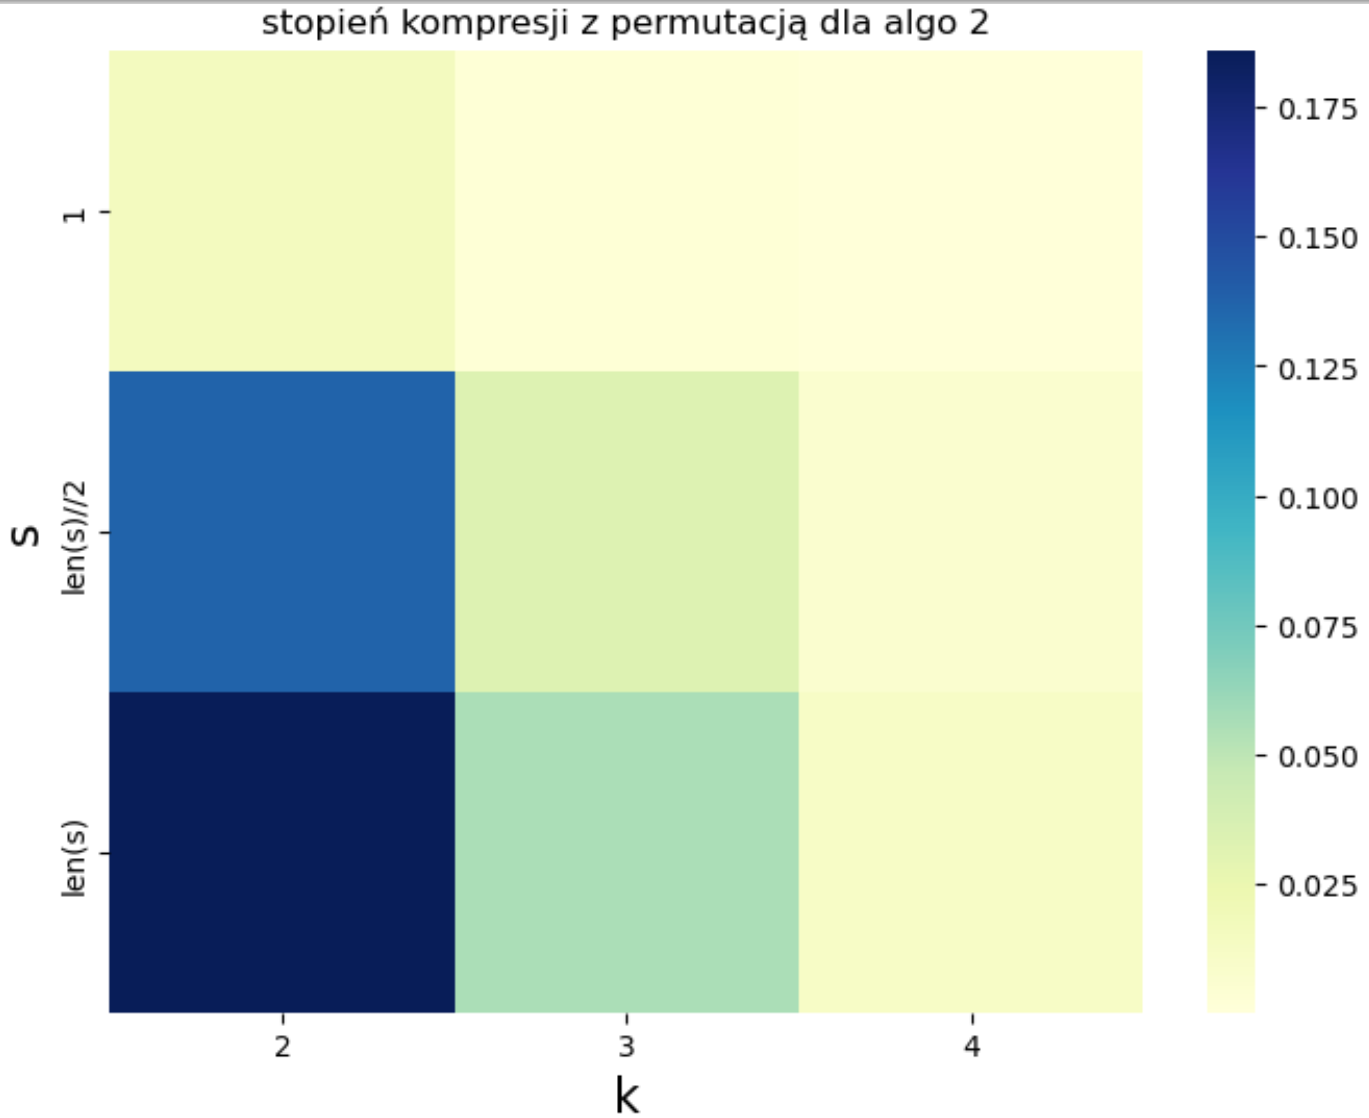 stopień kompresji z permutacją dla algo 2
s
1
len(s)//2
len(s)
2
3
4
k
0.175
0.150
0.125
0.100
0.075
0.050
0.025